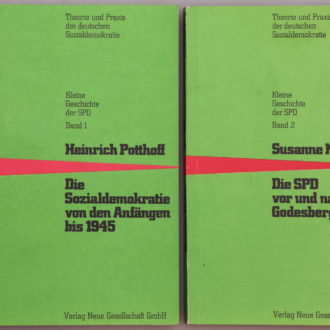 Theorie und Praxis
der deutschen
Sozialdemokratie
Kleine
Geschichte
der SPD
Band 1
Heinrich Potthoff
Die
Sozialdemokratie
von den Anfängen
bis 1945
Verlag Neue Gesellschaft GmbH
Theorie und Praxis
der deutschen
Sozialdemokratie
Kleine
Geschichte
der SPD
Band 2
Susanne
Die SPD
vor und
Godesberg
Verlag Neue Gesellschaft